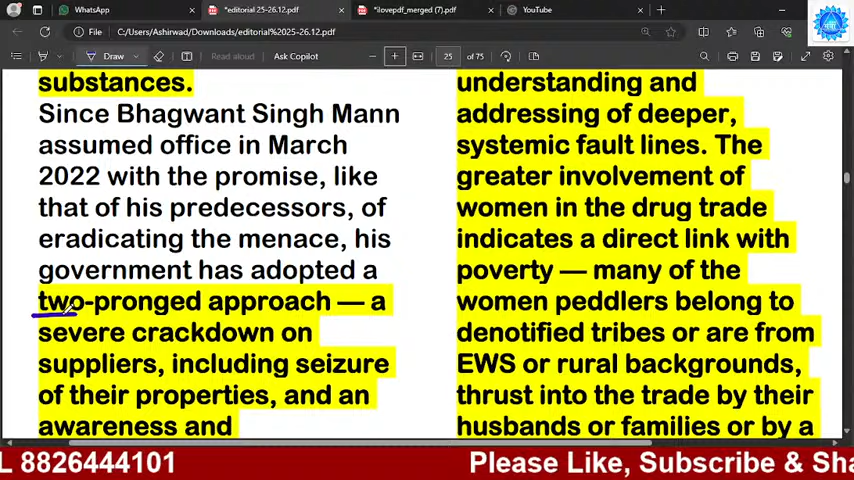 WhatsApp
*editorial 25-26.12.pdf
*ilovepdf_merged (7).pdf
YouTube
File
C:/Users/Ashirwad/Downloads/editorial%2025-26.12.pdf
Draw
Read aloud
Ask Copilot
25 of 75
substances.
Since Bhagwant Singh Mann
assumed office in March
2022 with the promise, like
that of his predecessors, of
eradicating the menace, his
government has adopted a
two-pronged approach — a
severe crackdown on
suppliers, including seizure
of their properties, and an
awareness and
understanding and
addressing of deeper,
systemic fault lines. The
greater involvement of
women in the drug trade
indicates a direct link with
poverty — many of the
women peddlers belong to
denotified tribes or are from
EWS or rural backgrounds,
thrust into the trade by their
husbands or families or by a
L 8826444101
Please Like, Subscribe & Sha